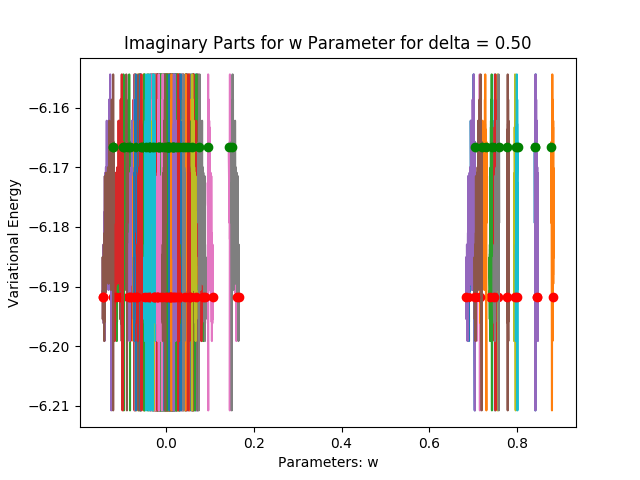 Imaginary Parts for w Parameter for delta = 0.50
Variational Energy
−6.16
−6.17
−6.18
−6.19
−6.20
−6.21
0.0 0.2 0.4 0.6 0.8
Parameters: w